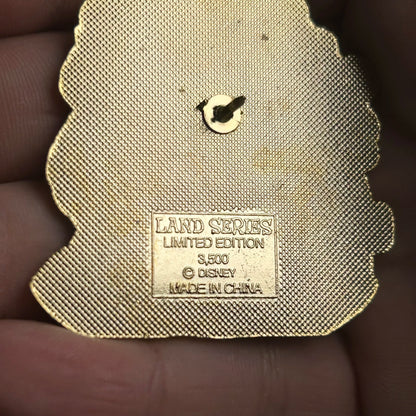 LAND SERIES
LIMITED EDITION
3,500
© DISNEY
MADE IN CHINA